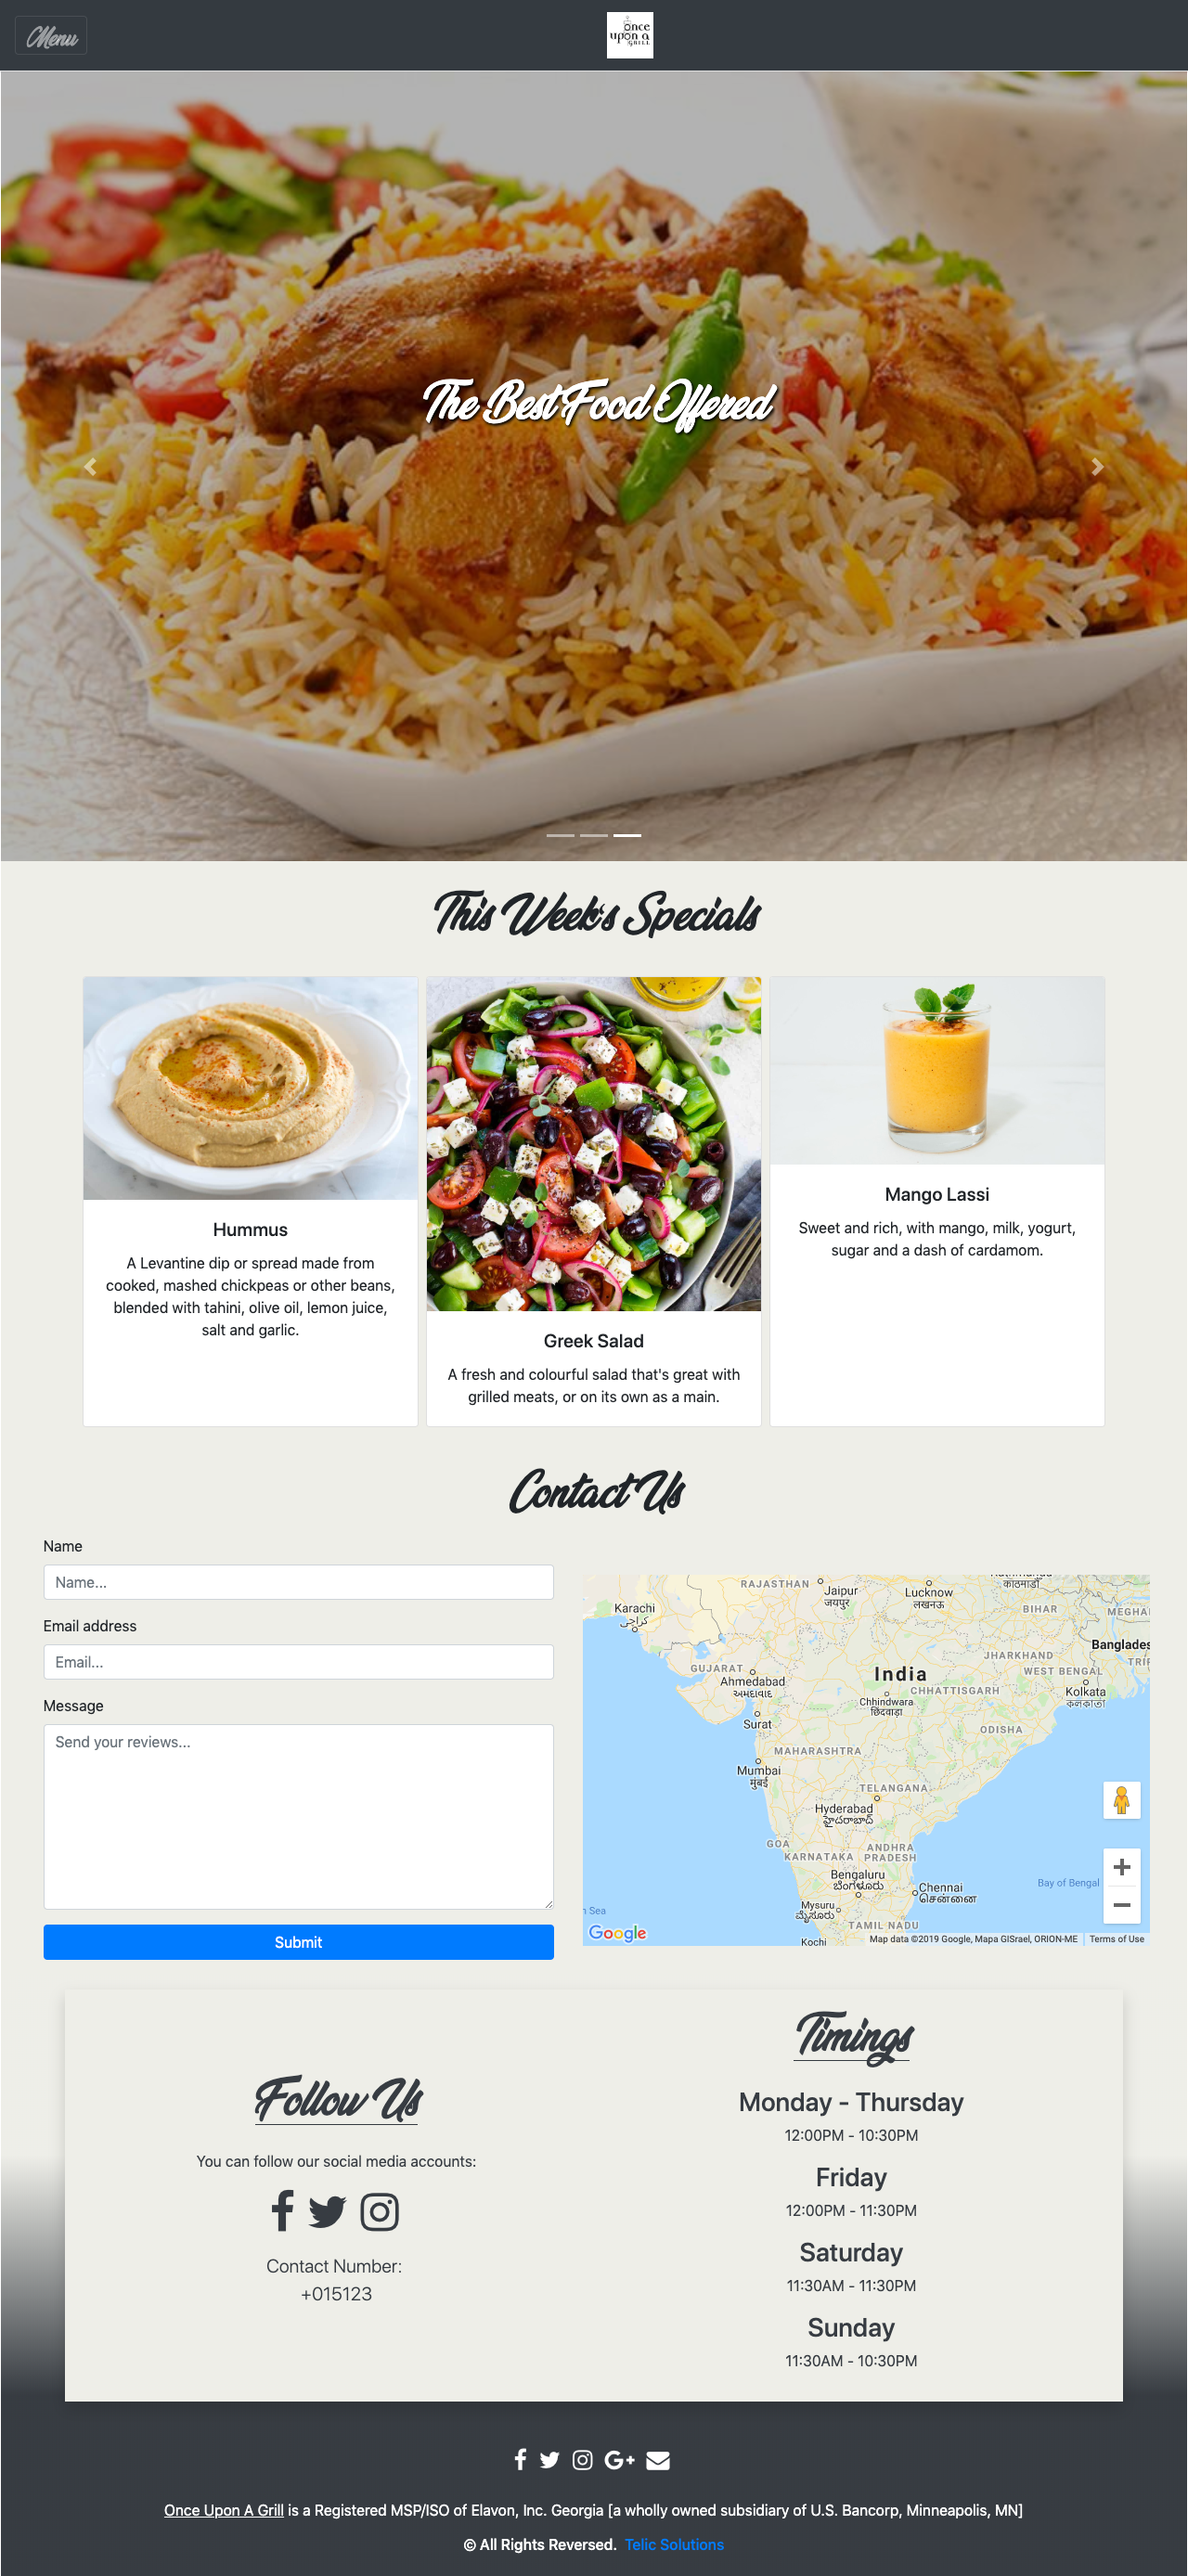 Menu
once
upon a
GRILL
The Best Food Offered
This Week's Specials
Hummus
A Levantine dip or spread made from
cooked, mashed chickpeas or other beans,
blended with tahini, olive oil, lemon juice,
salt and garlic.
Greek Salad
A fresh and colourful salad that's great with
grilled meats, or on its own as a main.
Mango Lassi
Sweet and rich, with mango, milk, yogurt,
sugar and a dash of cardamom.
Contact Us
Name
Name...
Email address
Email...
Message
Send your reviews...
Submit
RAJASTHAN
Jaipur
जयपुर
Lucknow
लखनऊ
काठमाडौँ
BIHAR
MEGHAL
Karachi
کراچی
Banglades
JHARKHAND
TRIP
GUJARAT
Ahmedabad
અમદાવાદ
India
WEST BENGAL
CHHATTISGARH
Kolkata
কলকাতা
Chhindwara
छिंदवाड़ा
Surat
ODISHA
MAHARASHTRA
Mumbai
मुंबई
TELANGANA
Hyderabad
హైదరాబాద్
GOA
KARNATAKA
ANDHRA
PRADESH
Bengaluru
ಬೆಂಗಳೂರು
Chennai
சென்னை
Bay of Bengal
Mysuru
ಮೈಸೂರು
TAMIL NADU
n Sea
Kochi
Google
Map data ©2019 Google, Mapa GISrael, ORION-ME
Terms of Use
Follow Us
You can follow our social media accounts:
Contact Number:
+015123
Timings
Monday - Thursday
12:00PM - 10:30PM
Friday
12:00PM - 11:30PM
Saturday
11:30AM - 11:30PM
Sunday
11:30AM - 10:30PM
Once Upon A Grill is a Registered MSP/ISO of Elavon, Inc. Georgia [a wholly owned subsidiary of U.S. Bancorp, Minneapolis, MN]
© All Rights Reversed. Telic Solutions